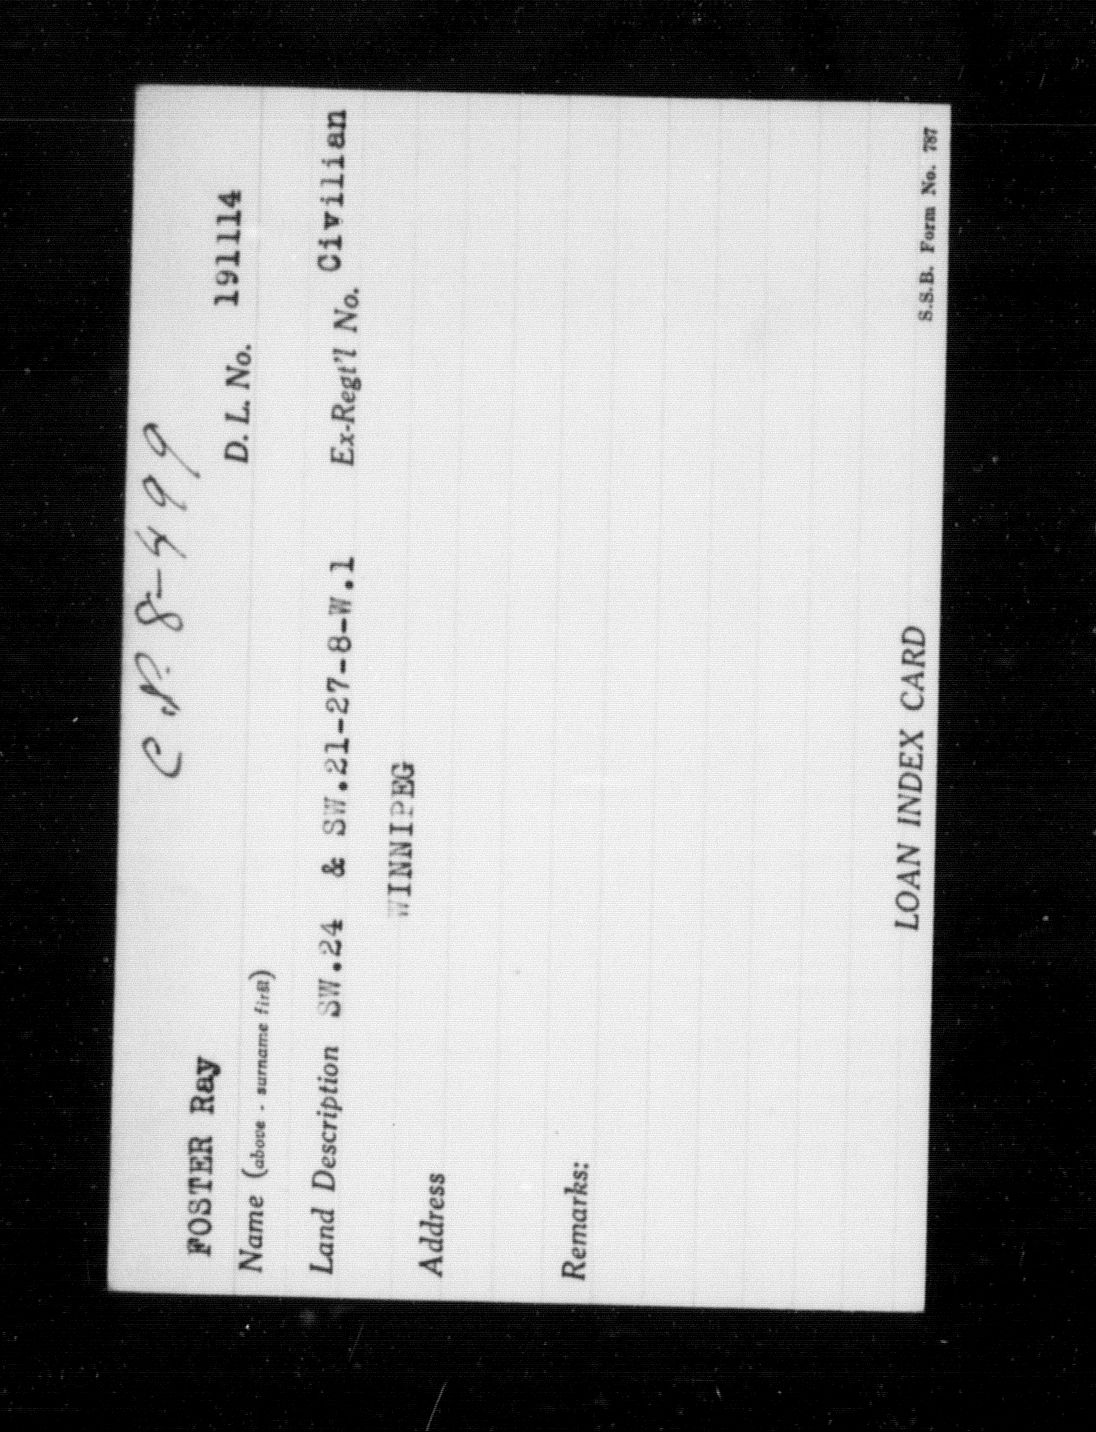 C.P. 8-499
FOSTER Ray D. L. No. 191114
Name (above - surname first)
Land Description SW.24 & SW.21-27-8-W.1 Ex-Regt'l No. Civilian
WINNIPEG
Address
Remarks:
LOAN INDEX CARD
S.S.B. Form No. 787